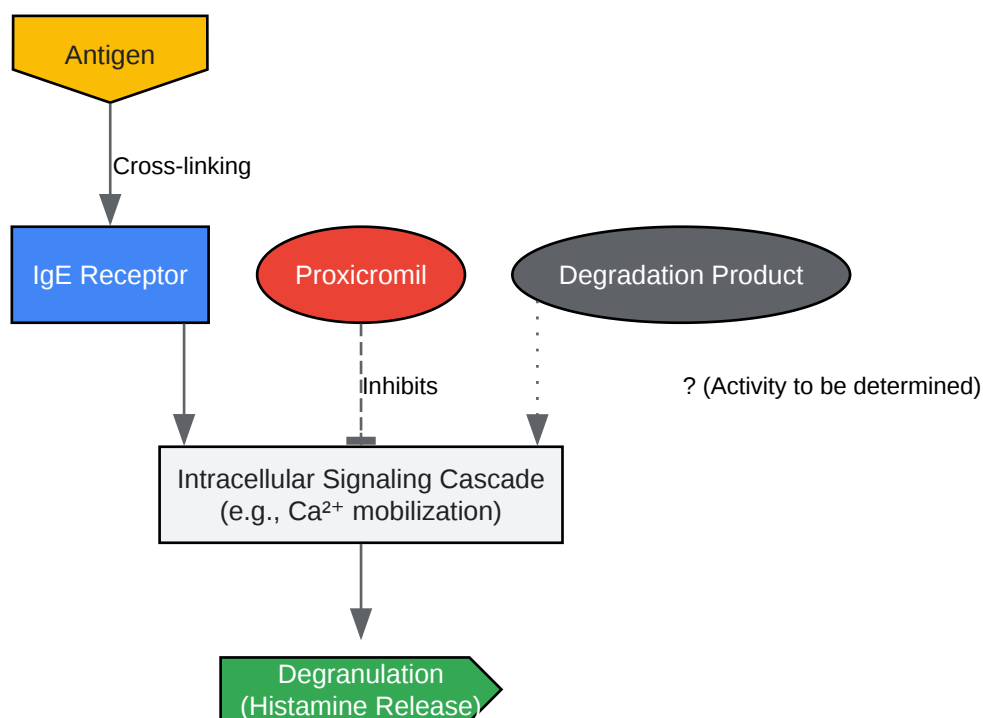 Antigen
Cross-linking
IgE Receptor
Proxicromil
Degradation Product
Inhibits
? (Activity to be determined)
Intracellular Signaling Cascade
(e.g., Ca²⁺ mobilization)
Degranulation
(Histamine Release)